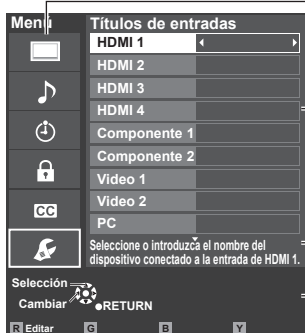 Menú
Títulos de entradas
HDMI 1
HDMI 2
HDMI 3
HDMI 4
Componente 1
Componente 2
Video 1
Video 2
PC
CC
Seleccione o introduzca el nombre del
dispositivo conectado a la entrada de HDMI 1.
Selección
Cambiar
RETURN
R Editar G B Y